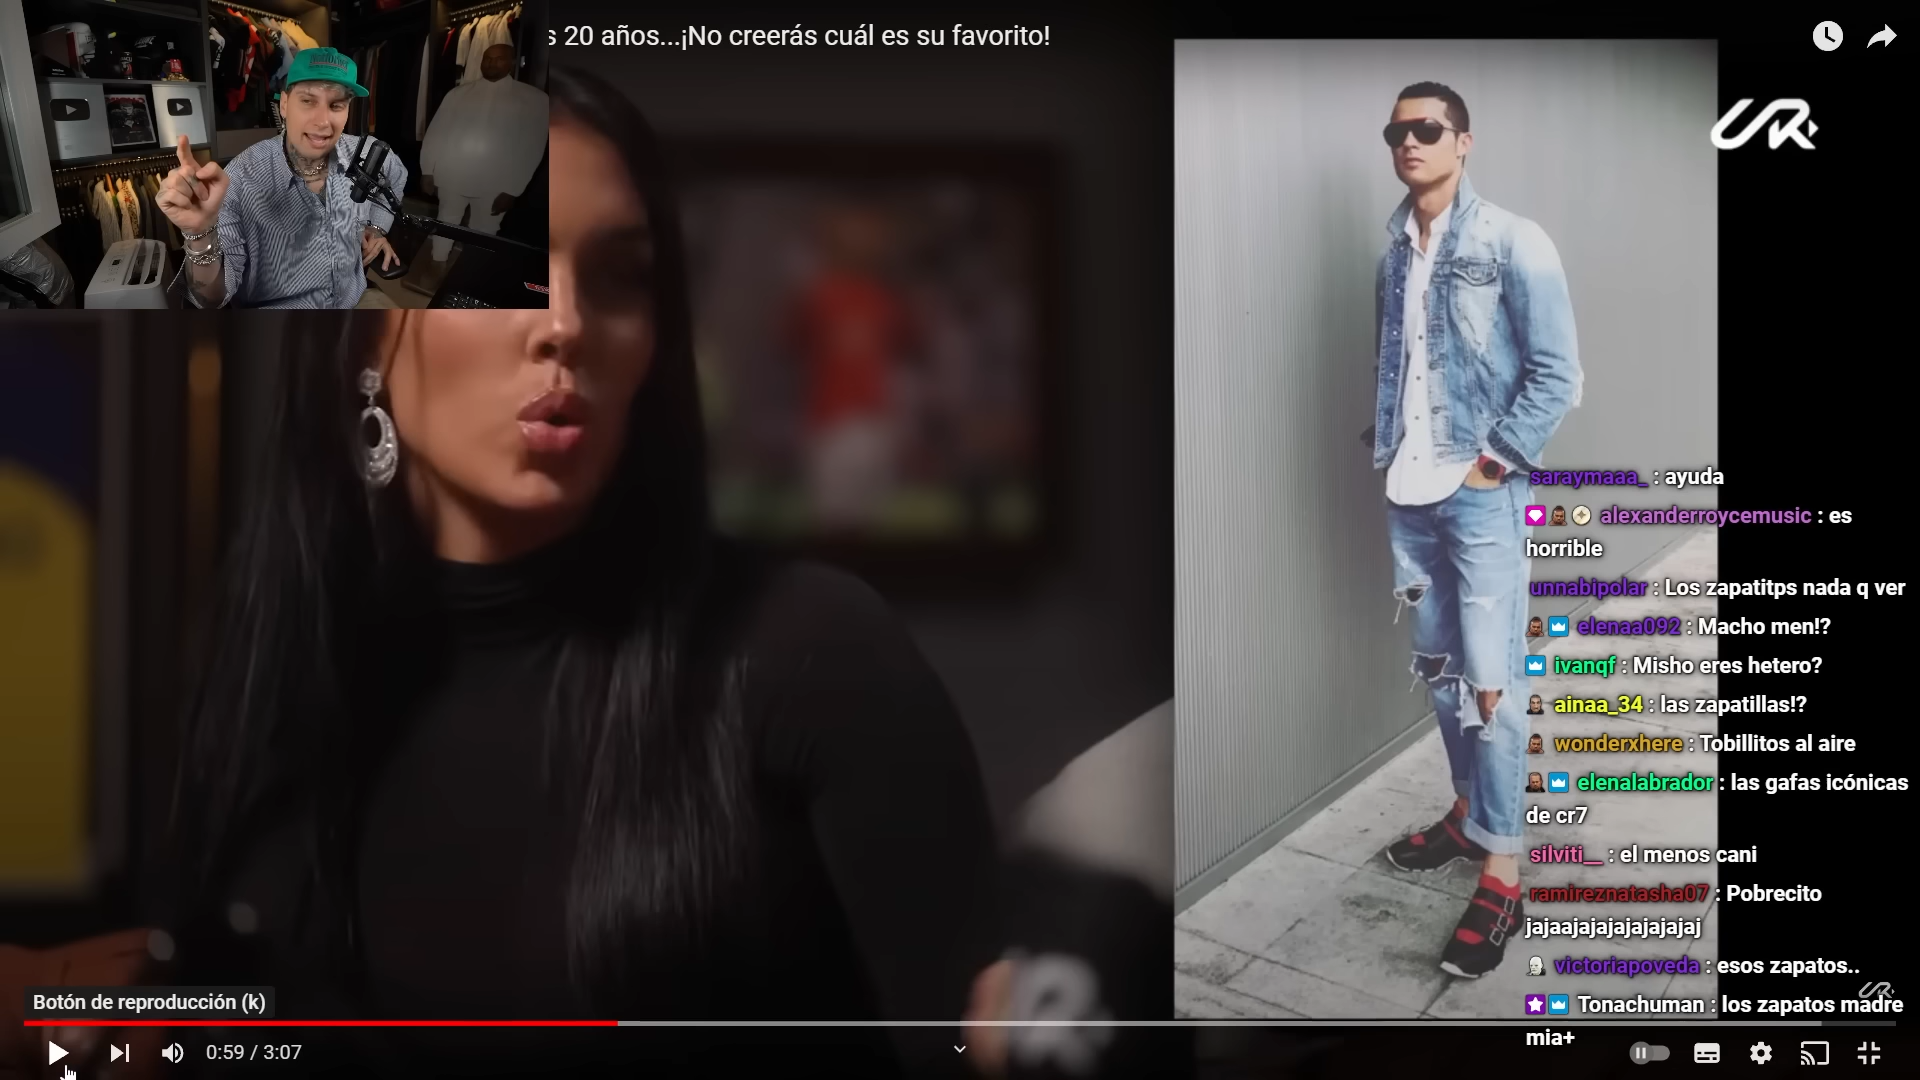 s 20 años...¡No creerás cuál es su favorito!
UR
saraymaaa_ : ayuda
alexanderroycemusic : es
horrible
unnabipolar : Los zapatitps nada q ver
elenaa092 : Macho men!?
ivanqf : Misho eres hetero?
ainaa_34 : las zapatillas!?
wonderxhere : Tobillitos al aire
elenalabrador : las gafas icónicas
de cr7
silviti__ : el menos cani
ramireznatasha07 : Pobrecito
jajaajajajajajajajaj
victoriapoveda : esos zapatos..
UR
Tonachuman : los zapatos madre
mia+
Botón de reproducción (k)
0:59 / 3:07